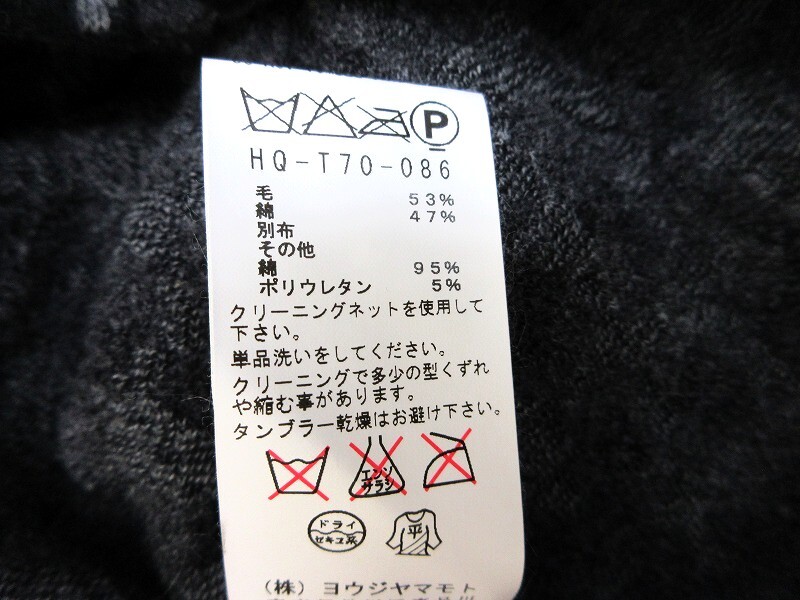 P
HQ-T70-086
毛 53%
綿 47%
別布
その他
綿 95%
ポリウレタン 5%
クリーニングネットを使用して
下さい。
単品洗いをしてください。
クリーニングで多少の型くずれ
や縮む事があります。
タンブラー乾燥はお避け下さい。
エンソ
サラシ
ドライ
セキユ系
平
(株) ヨウジヤマモト